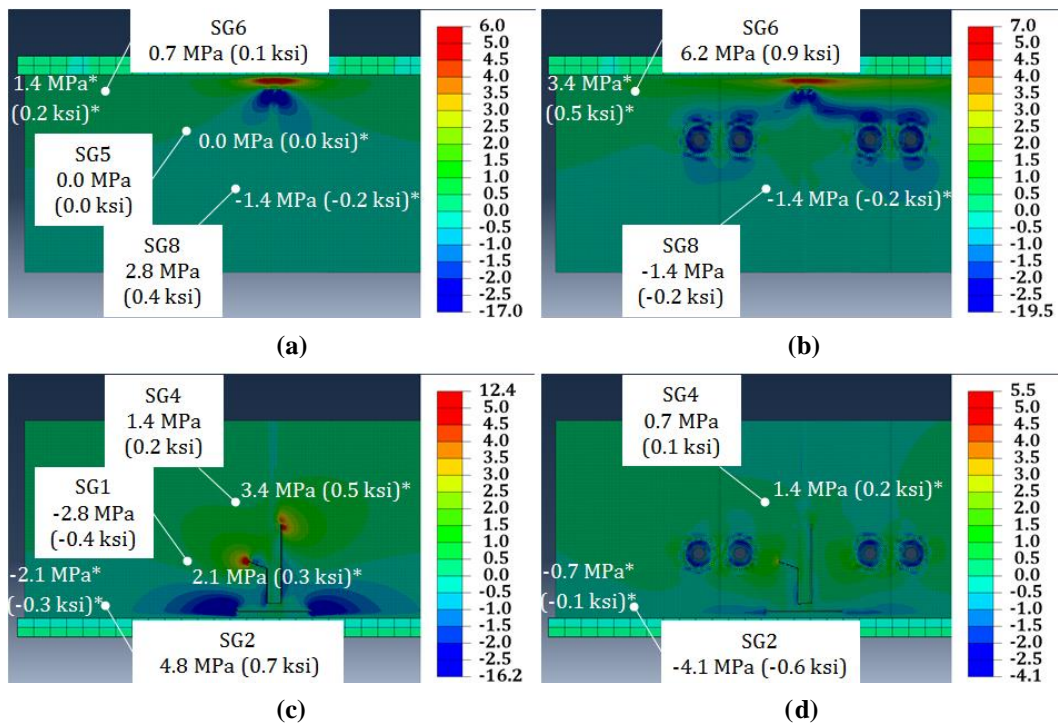 SG6
0.7 MPa (0.1 ksi)
1.4 MPa*
(0.2 ksi)*
0.0 MPa (0.0 ksi)*
SG5
0.0 MPa
(0.0 ksi)
-1.4 MPa (-0.2 ksi)*
SG8
2.8 MPa
(0.4 ksi)
6.0
5.0
4.5
4.0
3.5
3.0
2.5
2.0
1.5
1.0
0.5
0.0
-0.5
-1.0
-1.5
-2.0
-2.5
-17.0
(a)
SG6
6.2 MPa (0.9 ksi)
3.4 MPa*
(0.5 ksi)*
-1.4 MPa (-0.2 ksi)*
SG8
-1.4 MPa
(-0.2 ksi)
7.0
5.0
4.5
4.0
3.5
3.0
2.5
2.0
1.5
1.0
0.5
0.0
-0.5
-1.0
-1.5
-2.0
-2.5
-19.5
(b)
SG4
1.4 MPa
(0.2 ksi)
3.4 MPa (0.5 ksi)*
SG1
-2.8 MPa
(-0.4 ksi)
-2.1 MPa*
(-0.3 ksi)*
2.1 MPa (0.3 ksi)*
SG2
4.8 MPa (0.7 ksi)
12.4
5.0
4.5
4.0
3.5
3.0
2.5
2.0
1.5
1.0
0.5
0.0
-0.5
-1.0
-1.5
-2.0
-2.5
-16.2
(c)
SG4
0.7 MPa
(0.1 ksi)
1.4 MPa (0.2 ksi)*
-0.7 MPa*
(-0.1 ksi)*
SG2
-4.1 MPa (-0.6 ksi)
5.5
5.0
4.5
4.0
3.5
3.0
2.5
2.0
1.5
1.0
0.5
0.0
-0.5
-1.0
-1.5
-2.0
-2.5
-4.1
(d)